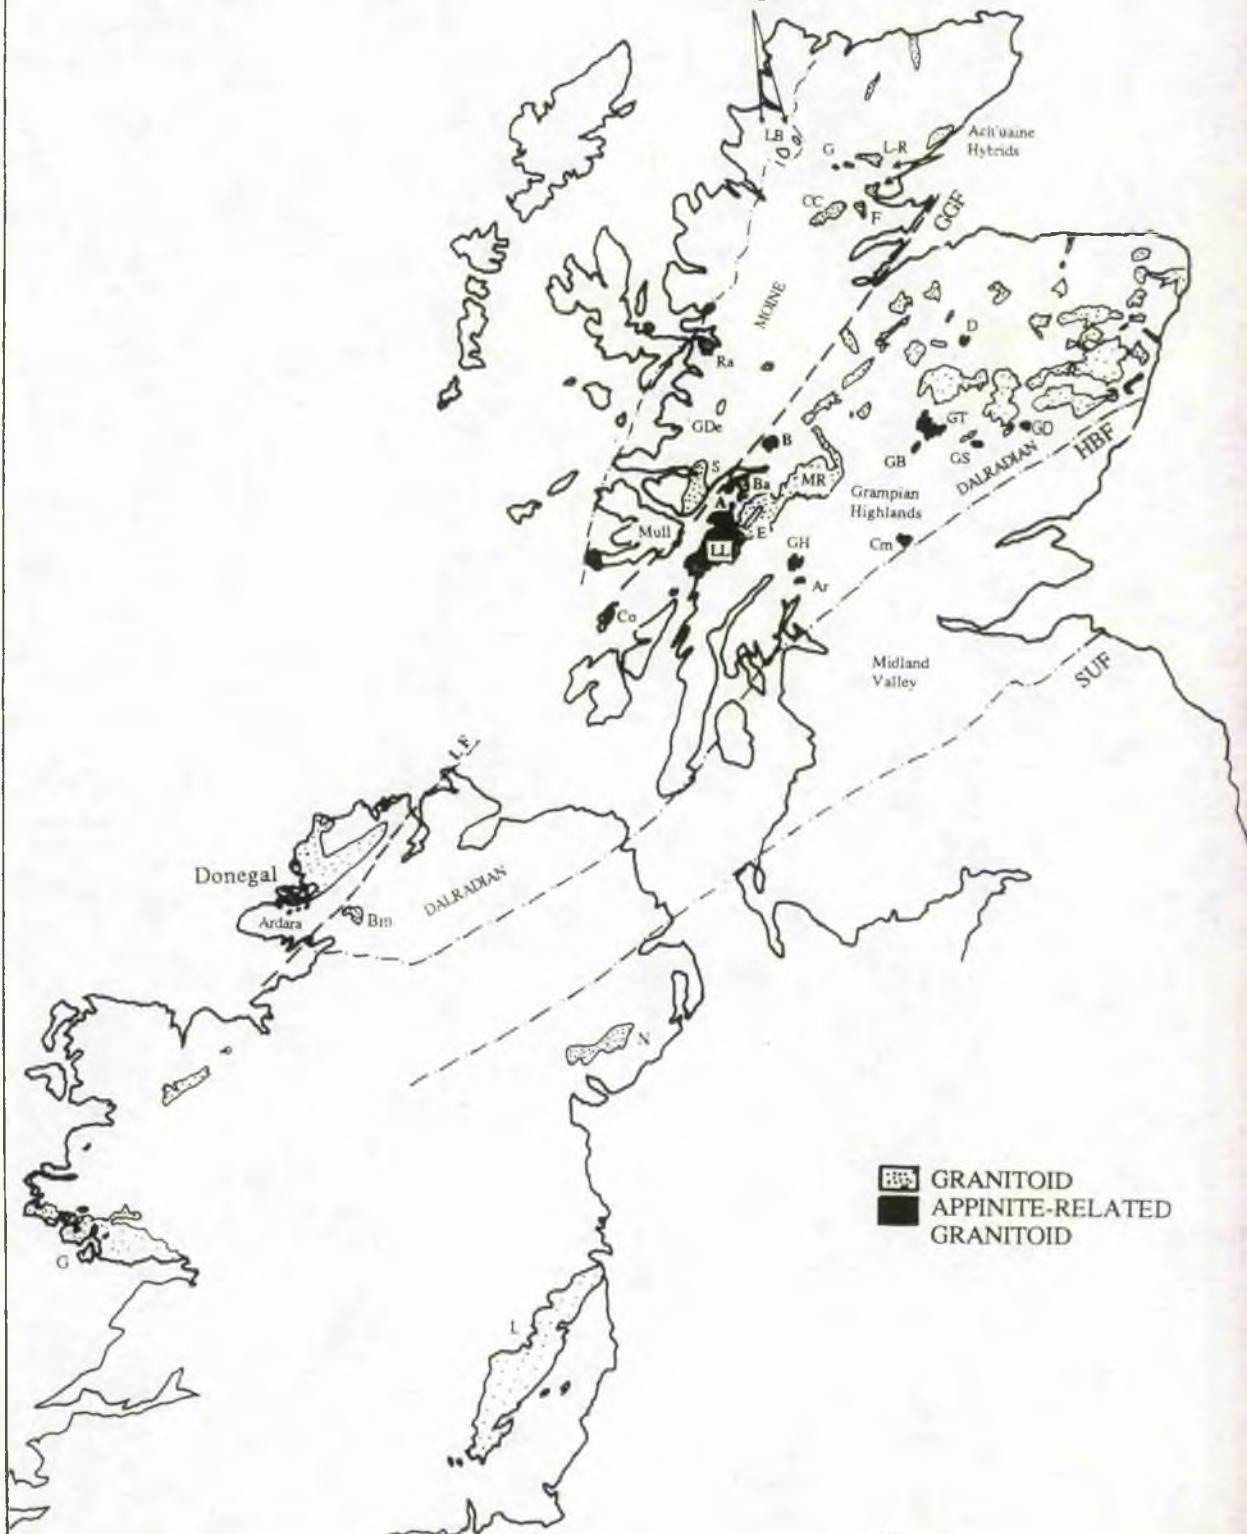 LB
G
L-R
Ach'uaine
Hybrids
CC
F
GGF
MOINE
D
Ra
GDe
GT
GD
B
GB
GS
HBF
DALRADIAN
S
Ba
MR
Grampian
Highlands
A
Mull
E
LL
GH
Cm
Ar
Co
Midland
Valley
SUF
LF
Donegal
DALRADIAN
Ardara
Bm
N
GRANITOID
APPINITE-RELATED
GRANITOID
G
L